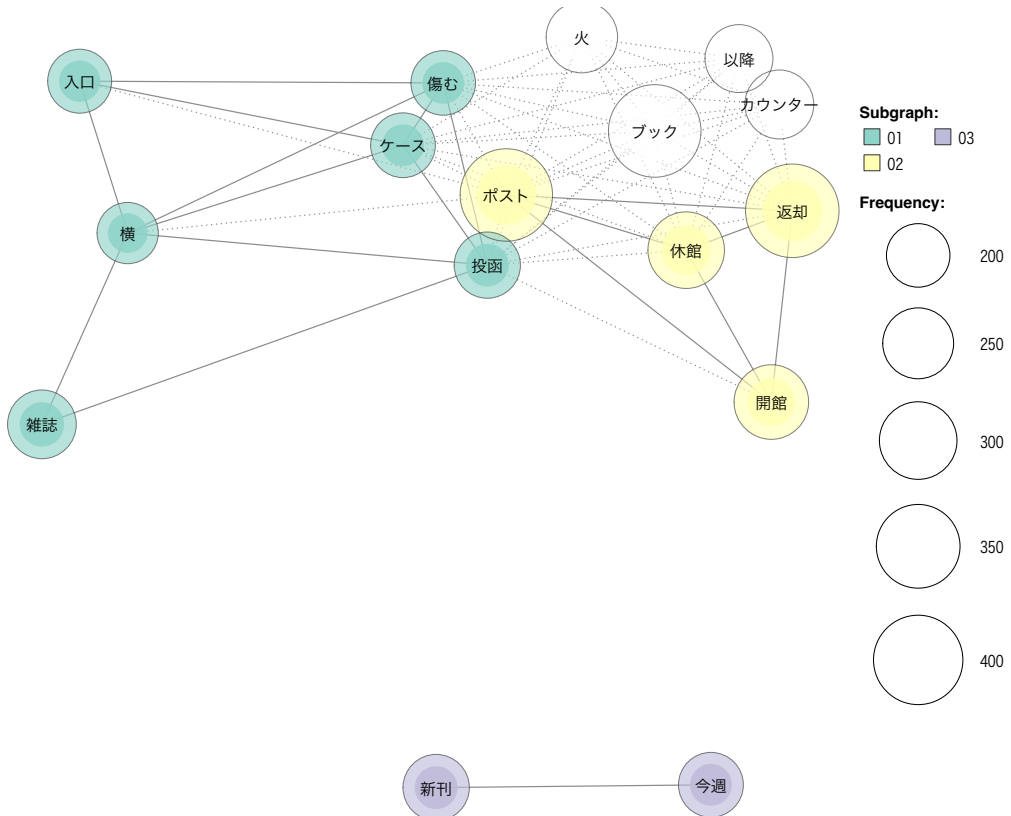 火
以降
入口
傷む
カウンター
ブック
ケース
ポスト
返却
横
休館
投函
開館
雑誌
新刊
今週
Subgraph:
01
03
02
Frequency:
200
250
300
350
400